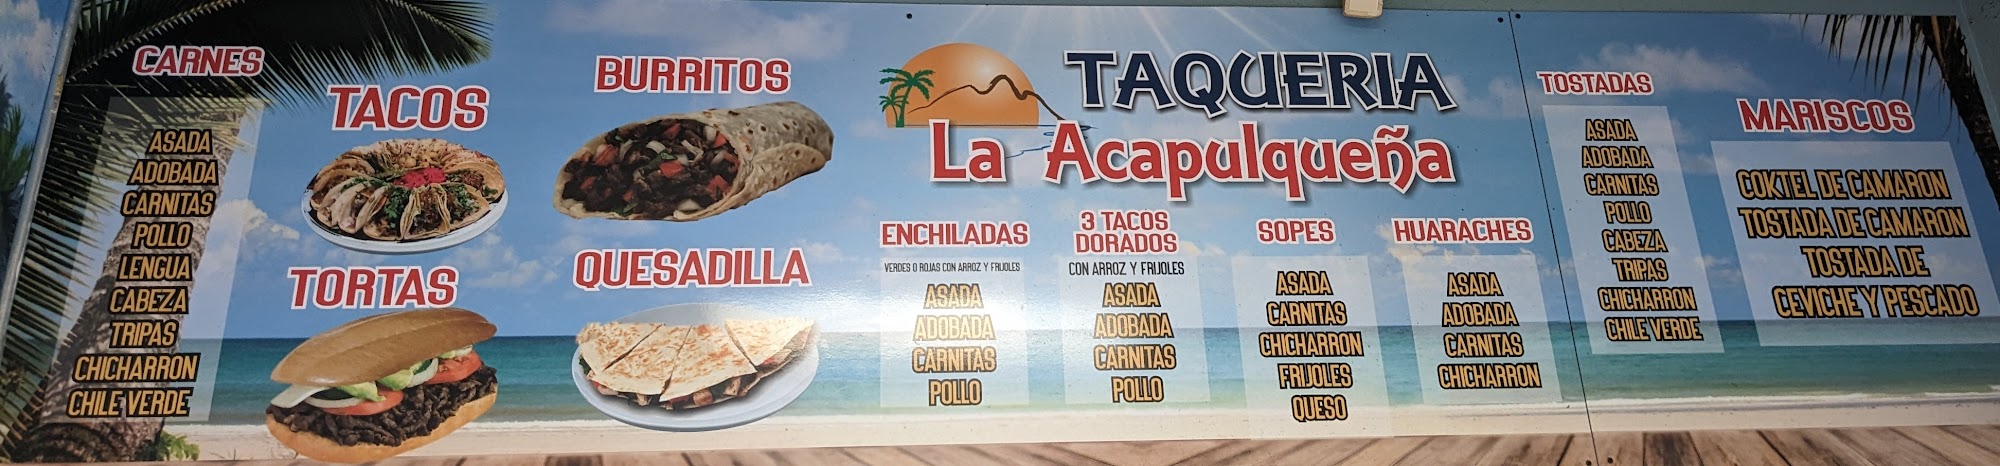 CARNES
ASADA
ADOBADA
CARNITAS
POLLO
LENGUA
CABEZA
TRIPAS
CHICHARRON
CHILE VERDE
TACOS
TORTAS
BURRITOS
QUESADILLA
TAQUERIA
La Acapulqueña
ENCHILADAS
VERDES O ROJAS CON ARROZ Y FRIJOLES
ASADA
ADOBADA
CARNITAS
POLLO
3 TACOS
DORADOS
CON ARROZ Y FRIJOLES
ASADA
ADOBADA
CARNITAS
POLLO
SOPES
ASADA
CARNITAS
CHICHARRON
FRIJOLES
QUESO
HUARACHES
ASADA
ADOBADA
CARNITAS
CHICHARRON
TOSTADAS
ASADA
ADOBADA
CARNITAS
POLLO
CABEZA
TRIPAS
CHICHARRON
CHILE VERDE
MARISCOS
COKTEL DE CAMARON
TOSTADA DE CAMARON
TOSTADA DE
CEVICHE Y PESCADO